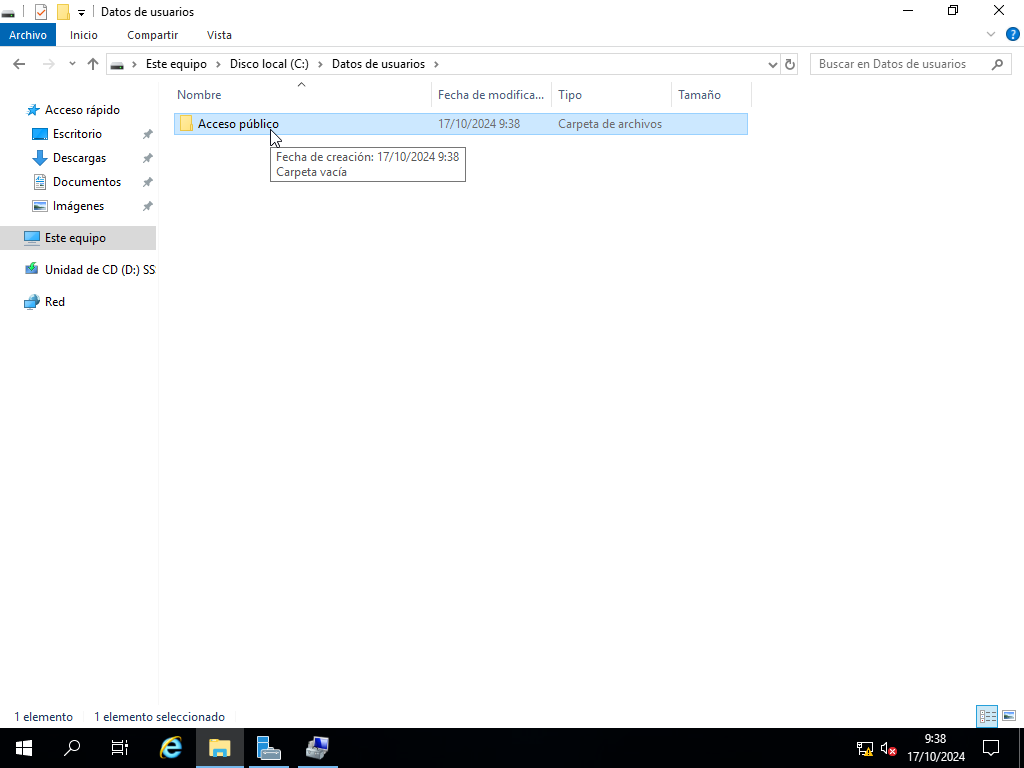 Datos de usuarios
Archivo Inicio Compartir Vista
Este equipo Disco local (C:) Datos de usuarios
Buscar en Datos de usuarios
Nombre Fecha de modifica... Tipo Tamaño
Acceso público 17/10/2024 9:38 Carpeta de archivos
Fecha de creación: 17/10/2024 9:38
Carpeta vacía
Acceso rápido
Escritorio
Descargas
Documentos
Imágenes
Este equipo
Unidad de CD (D:) SS
Red
1 elemento 1 elemento seleccionado
9:38
17/10/2024